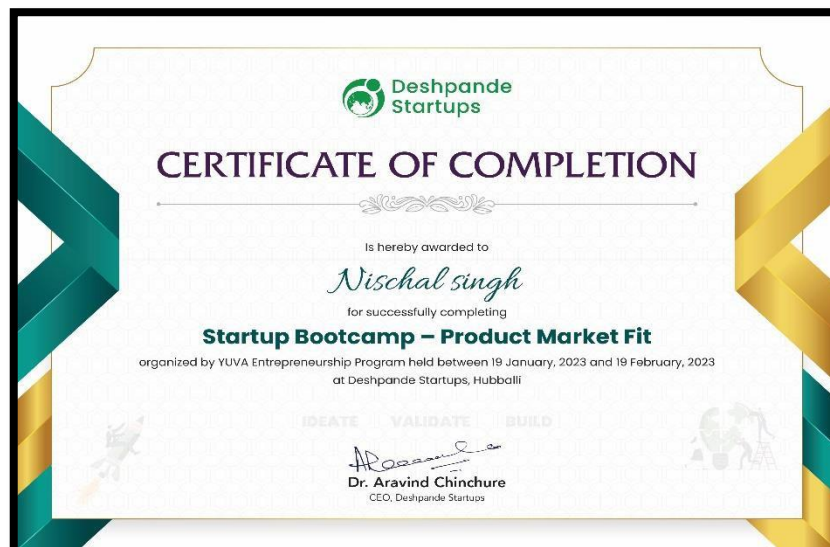 Deshpande
Startups
CERTIFICATE OF COMPLETION
Is hereby awarded to
Nischal singh
for successfully completing
Startup Bootcamp – Product Market Fit
organized by YUVA Entrepreneurship Program held between 19 January, 2023 and 19 February, 2023
at Deshpande Startups, Hubballi
IDEATE VALIDATE BUILD
Dr. Aravind Chinchure
CEO, Deshpande Startups